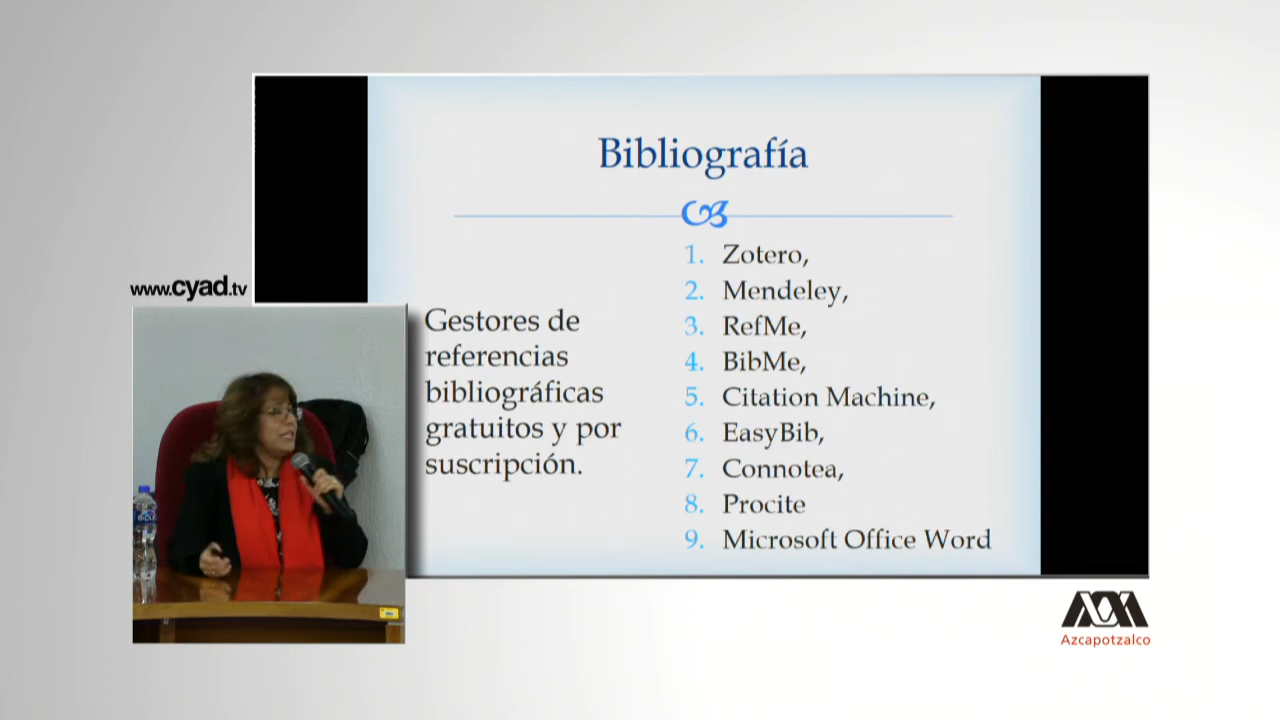 Bibliografía
Gestores de
referencias
bibliográficas
gratuitos y por
suscripción.
1. Zotero,
2. Mendeley,
3. RefMe,
4. BibMe,
5. Citation Machine,
6. EasyBib,
7. Connotea,
8. Procite
9. Microsoft Office Word
www.cyad.tv
Azcapotzalco